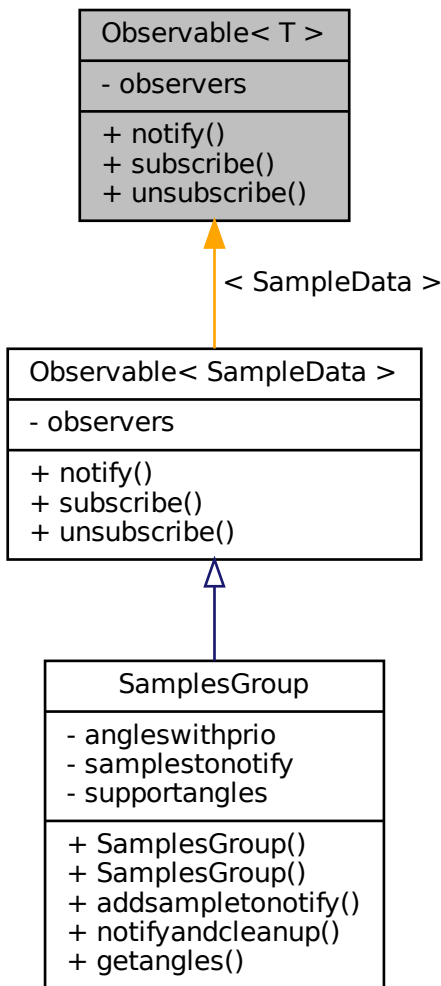 Observable< T >
- observers
+ notify()
+ subscribe()
+ unsubscribe()
< SampleData >
Observable< SampleData >
- observers
+ notify()
+ subscribe()
+ unsubscribe()
SamplesGroup
- angleswithprio
- samplestonotify
- supportangles
+ SamplesGroup()
+ SamplesGroup()
+ addsampletonotify()
+ notifyandcleanup()
+ getangles()